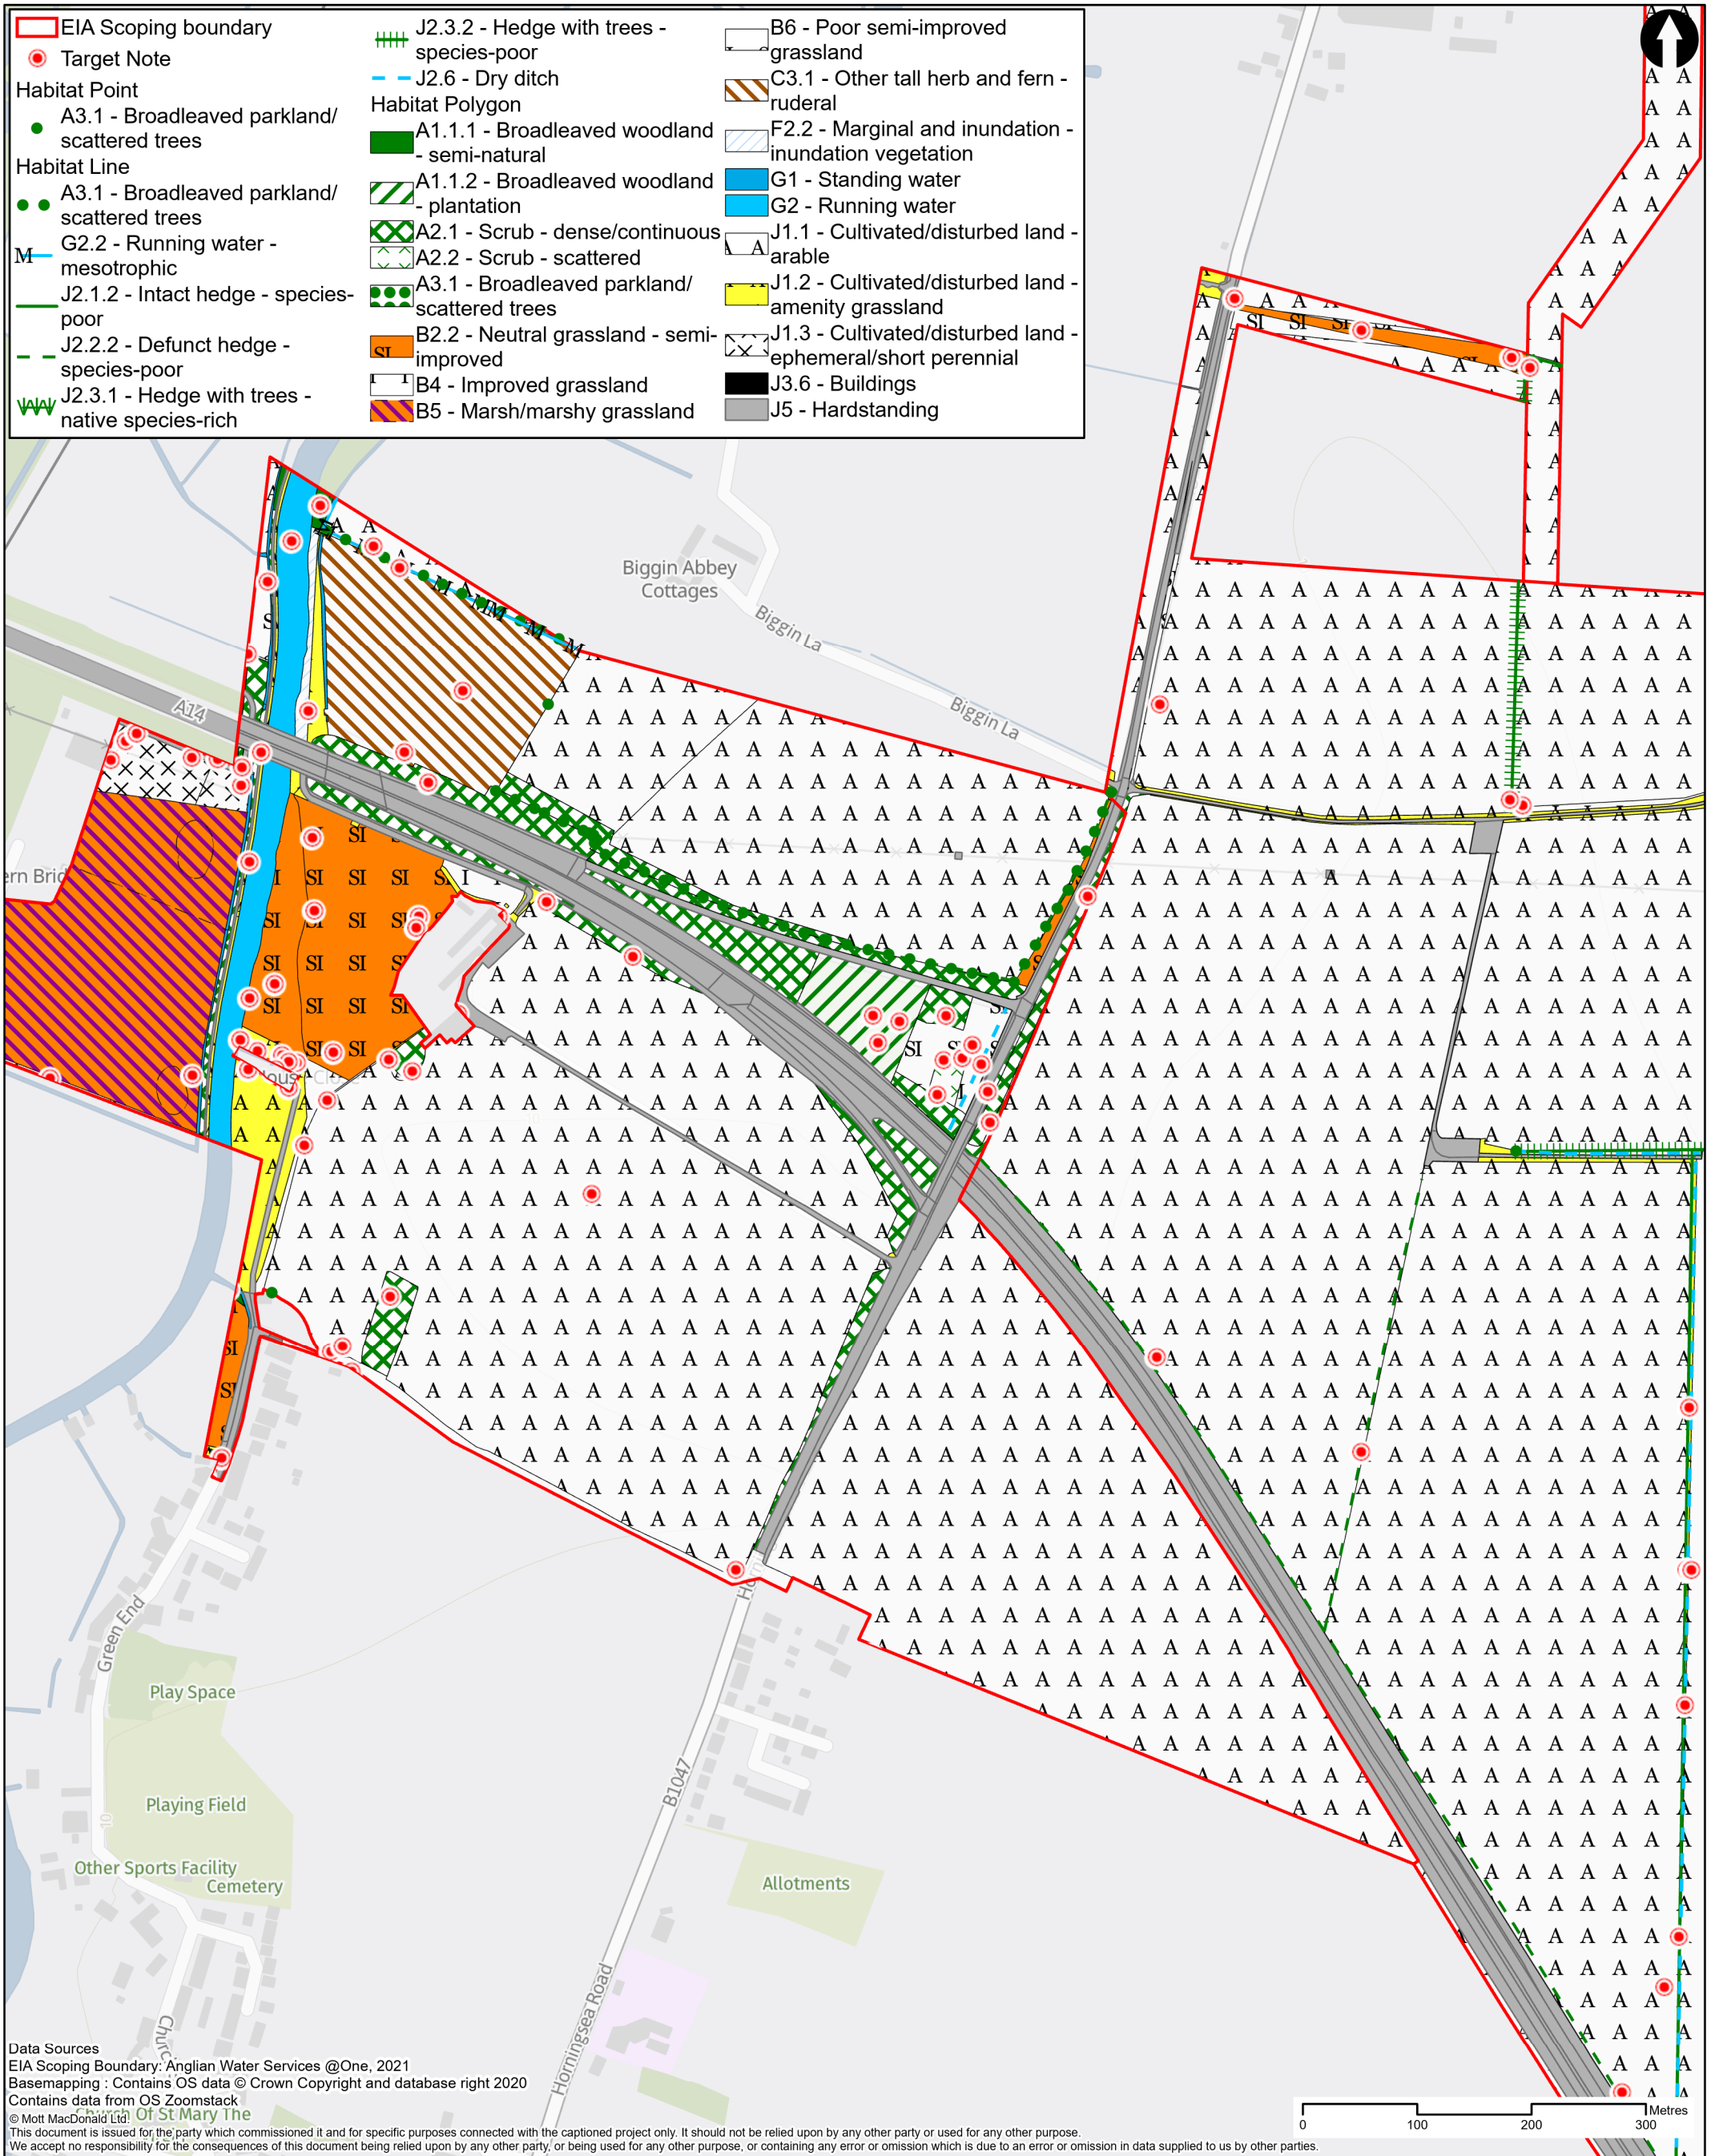 EIA Scoping boundary
Target Note
Habitat Point
A3.1 - Broadleaved parkland/
scattered trees
Habitat Line
A3.1 - Broadleaved parkland/
scattered trees
M
G2.2 - Running water -
mesotrophic
J2.1.2 - Intact hedge - species-
poor
J2.2.2 - Defunct hedge -
species-poor
J2.3.1 - Hedge with trees -
native species-rich
J2.3.2 - Hedge with trees -
species-poor
J2.6 - Dry ditch
Habitat Polygon
A1.1.1 - Broadleaved woodland
- semi-natural
A1.1.2 - Broadleaved woodland
- plantation
A2.1 - Scrub - dense/continuous
A2.2 - Scrub - scattered
A3.1 - Broadleaved parkland/
scattered trees
SI
B2.2 - Neutral grassland - semi-
improved
B4 - Improved grassland
B5 - Marsh/marshy grassland
B6 - Poor semi-improved
grassland
C3.1 - Other tall herb and fern -
ruderal
F2.2 - Marginal and inundation -
inundation vegetation
G1 - Standing water
G2 - Running water
A
J1.1 - Cultivated/disturbed land -
arable
J1.2 - Cultivated/disturbed land -
amenity grassland
J1.3 - Cultivated/disturbed land -
ephemeral/short perennial
J3.6 - Buildings
J5 - Hardstanding
Biggin Abbey
Cottages
Biggin La
Biggin La
A14
Green End
Play Space
Playing Field
10
Other Sports Facility
Cemetery
B1047
Allotments
Horningsea Road
Data Sources
EIA Scoping Boundary: Anglian Water Services @One, 2021
Basemapping : Contains OS data © Crown Copyright and database right 2020
Contains data from OS Zoomstack
Church Of St Mary The
© Mott MacDonald Ltd.
This document is issued for the party which commissioned it and for specific purposes connected with the captioned project only. It should not be relied upon by any other party or used for any other purpose.
We accept no responsibility for the consequences of this document being relied upon by any other party, or being used for any other purpose, or containing any error or omission which is due to an error or omission in data supplied to us by other parties.
Metres
0 100 200 300